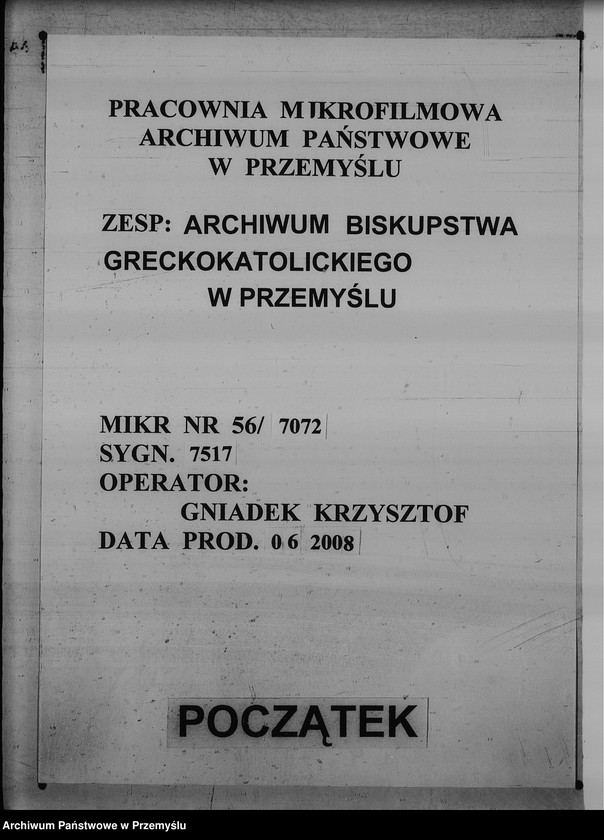 PRACOWNIA MIKROFILMOWA
ARCHIWUM PAŃSTWOWE
W PRZEMYŚLU
ZESP: ARCHIWUM BISKUPSTWA
GRECKOKATOLICKIEGO
W PRZEMYŚLU
MIKR NR 56/ 7072
SYGN. 7517
OPERATOR:
GNIADEK KRZYSZTOF
DATA PROD. 06 2008
POCZĄTEK
Archiwum Państwowe w Przemyślu